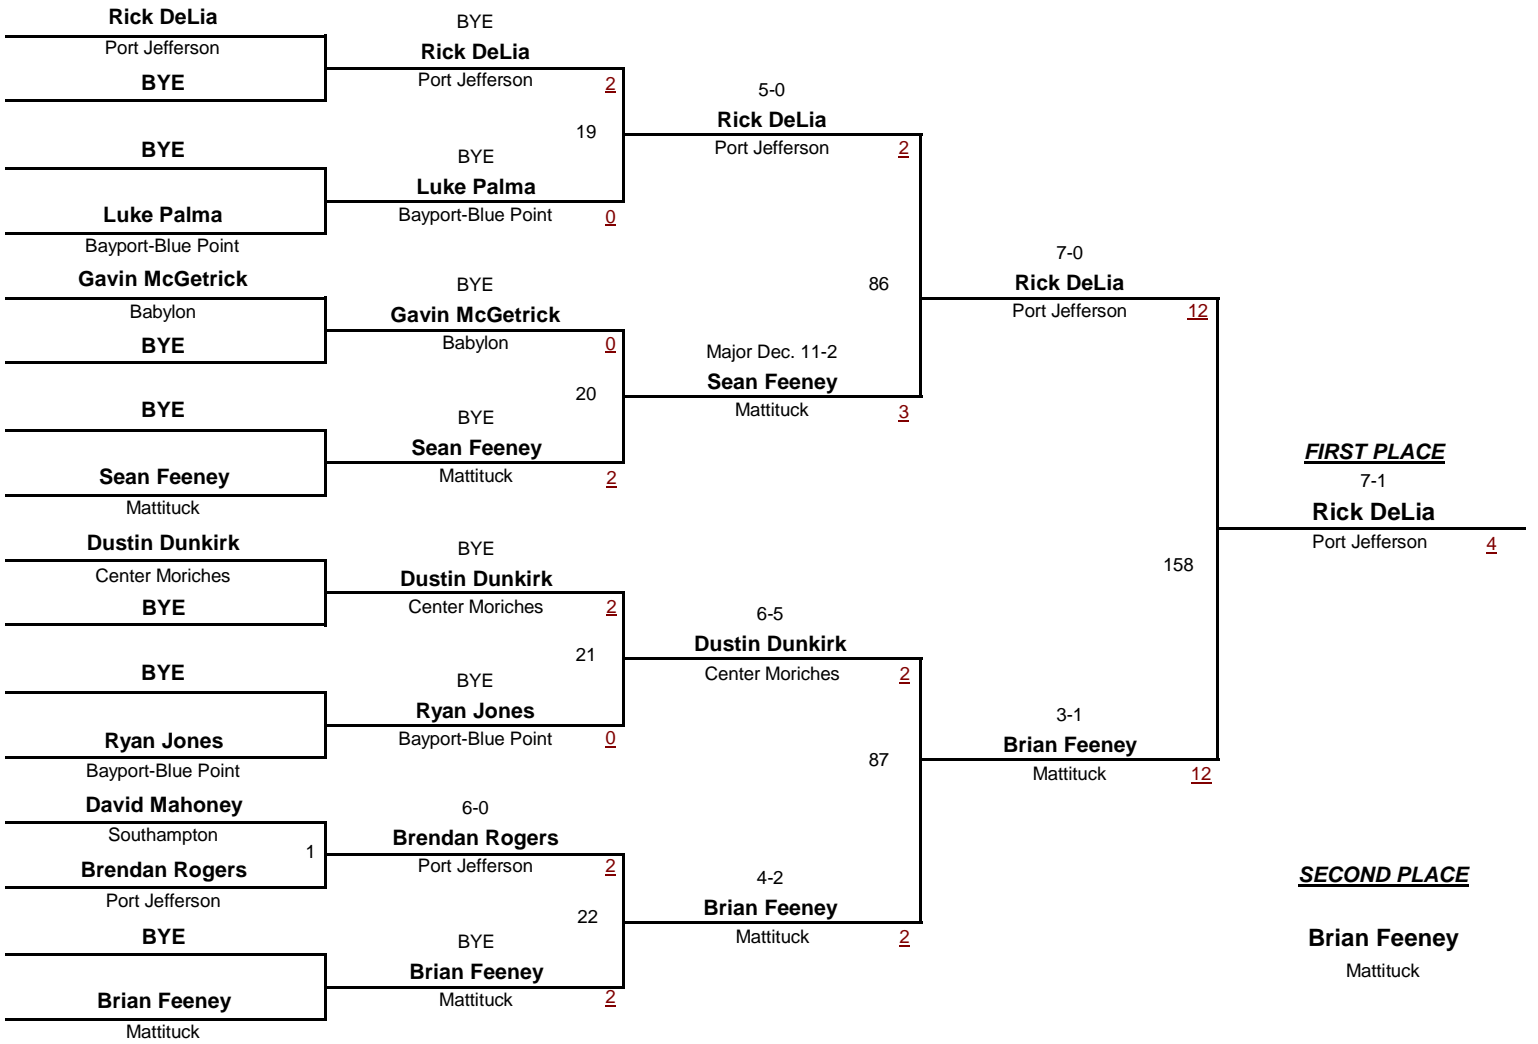 Rick DeLia
Port Jefferson
BYE
BYE
Luke Palma
Bayport-Blue Point
Gavin McGetrick
Babylon
BYE
BYE
Sean Feeney
Mattituck
Dustin Dunkirk
Center Moriches
BYE
BYE
Ryan Jones
Bayport-Blue Point
David Mahoney
Southampton
1
Brendan Rogers
Port Jefferson
BYE
Brian Feeney
Mattituck
BYE
Rick DeLia
Port Jefferson 2
19
BYE
Luke Palma
Bayport-Blue Point 0
BYE
Gavin McGetrick
Babylon 0
20
BYE
Sean Feeney
Mattituck 2
BYE
Dustin Dunkirk
Center Moriches 2
21
BYE
Ryan Jones
Bayport-Blue Point 0
6-0
Brendan Rogers
Port Jefferson 2
22
BYE
Brian Feeney
Mattituck 2
5-0
Rick DeLia
Port Jefferson 2
86
Major Dec. 11-2
Sean Feeney
Mattituck 3
6-5
Dustin Dunkirk
Center Moriches 2
87
4-2
Brian Feeney
Mattituck 2
7-0
Rick DeLia
Port Jefferson 12
158
3-1
Brian Feeney
Mattituck 12
FIRST PLACE
7-1
Rick DeLia
Port Jefferson 4
SECOND PLACE
Brian Feeney
Mattituck